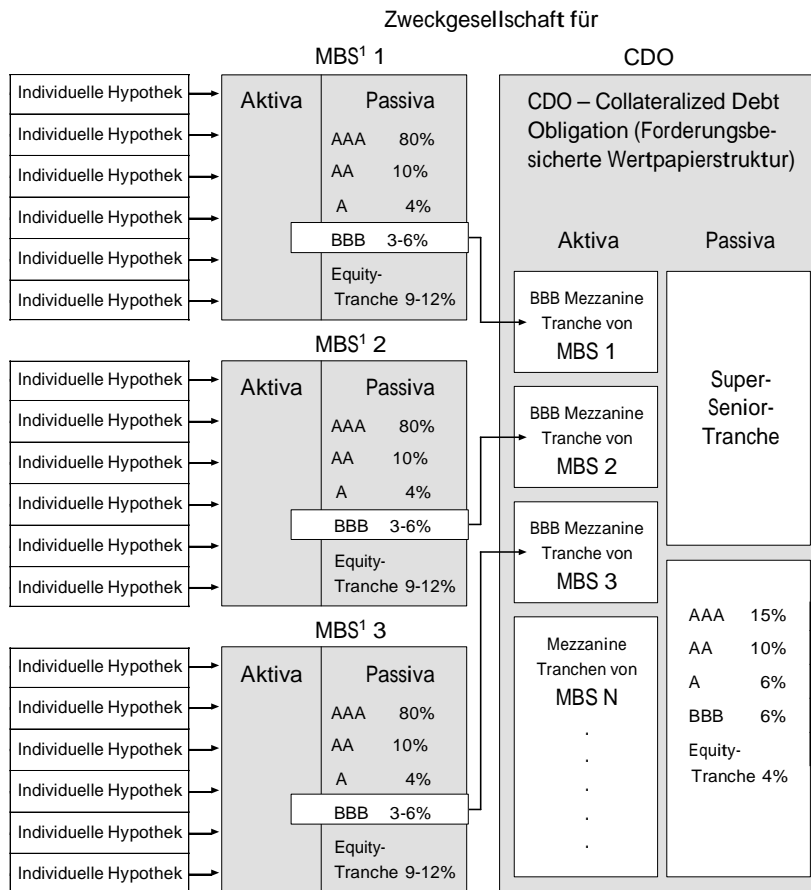 Zweckgesellschaft für
MBS¹ 1
Individuelle Hypothek
Individuelle Hypothek
Individuelle Hypothek
Individuelle Hypothek
Individuelle Hypothek
Individuelle Hypothek
Aktiva
Passiva
AAA 80%
AA 10%
A 4%
BBB 3-6%
Equity-
Tranche 9-12%
MBS¹ 2
Individuelle Hypothek
Individuelle Hypothek
Individuelle Hypothek
Individuelle Hypothek
Individuelle Hypothek
Individuelle Hypothek
Aktiva
Passiva
AAA 80%
AA 10%
A 4%
BBB 3-6%
Equity-
Tranche 9-12%
MBS¹ 3
Individuelle Hypothek
Individuelle Hypothek
Individuelle Hypothek
Individuelle Hypothek
Individuelle Hypothek
Individuelle Hypothek
Aktiva
Passiva
AAA 80%
AA 10%
A 4%
BBB 3-6%
Equity-
Tranche 9-12%
CDO
CDO – Collateralized Debt
Obligation (Forderungsbe-
sicherte Wertpapierstruktur)
Aktiva
BBB Mezzanine
Tranche von
MBS 1
BBB Mezzanine
Tranche von
MBS 2
BBB Mezzanine
Tranche von
MBS 3
Mezzanine
Tranchen von
MBS N
.
.
.
.
.
Passiva
Super-
Senior-
Tranche
AAA 15%
AA 10%
A 6%
BBB 6%
Equity-
Tranche 4%